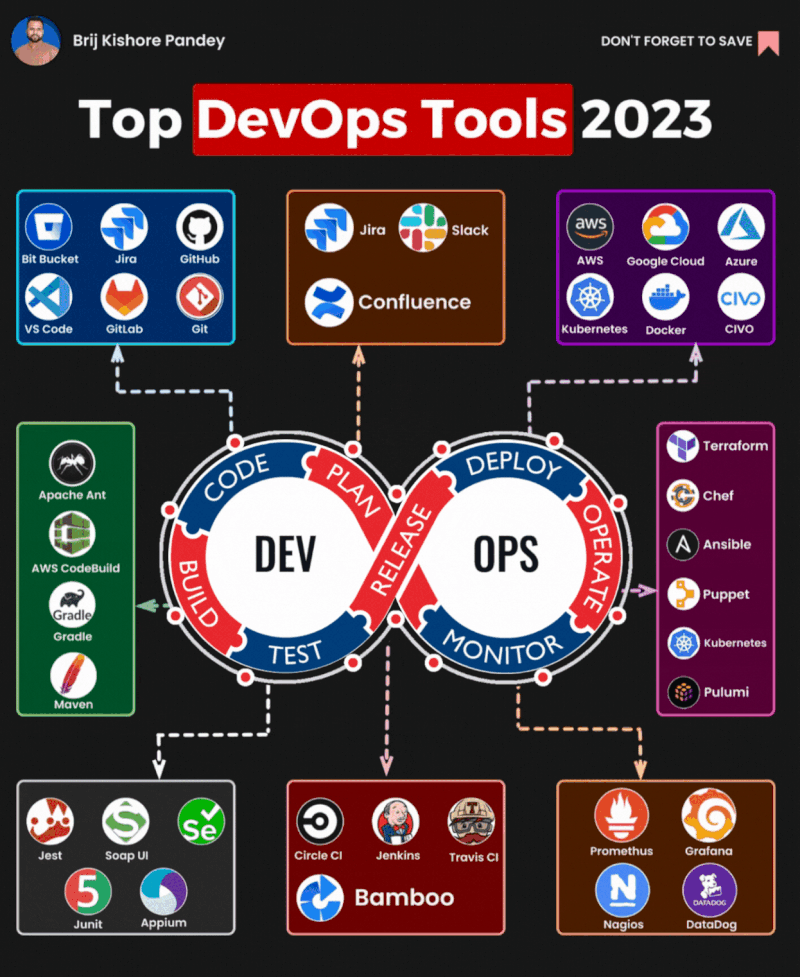 Brij Kishore Pandey
DON'T FORGET TO SAVE
Top DevOps Tools 2023
Bit Bucket
Jira
GitHub
VS Code
GitLab
Git
Jira
Slack
Confluence
aws
AWS
Google Cloud
Azure
Kubernetes
Docker
CIVO
CIVO
Apache Ant
AWS CodeBuild
Gradle
Gradle
Maven
CODE
PLAN
BUILD
TEST
DEV
RELEASE
DEPLOY
OPERATE
MONITOR
OPS
Terraform
Chef
A
Ansible
Puppet
Kubernetes
Pulumi
Jest
S
Soap UI
Se
5
Junit
Appium
Circle CI
Jenkins
T
Travis CI
Bamboo
Promethus
Grafana
N
Nagios
DATADOG
DataDog